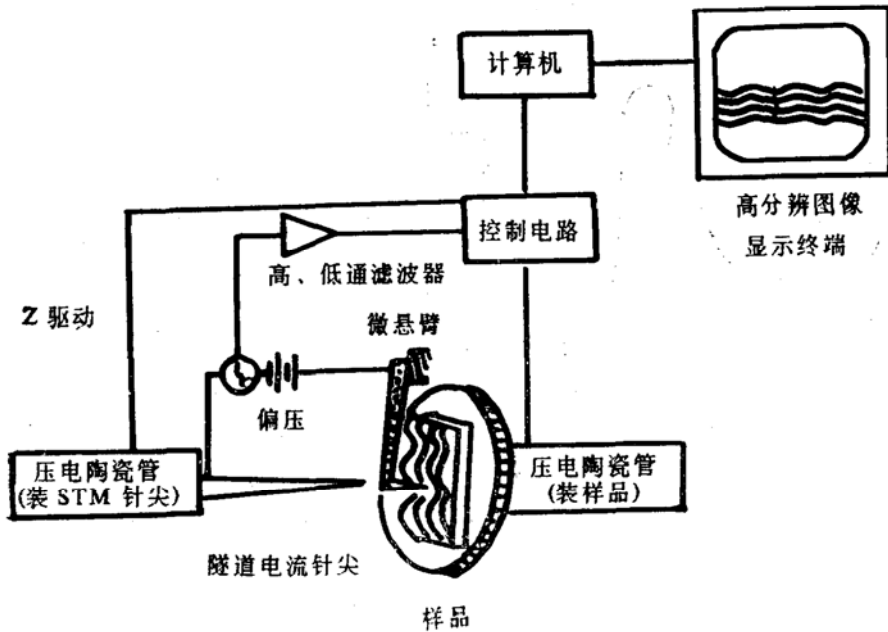 计算机
高分辨图像
显示终端
控制电路
高、低通滤波器
Z 驱动
微悬臂
偏压
压电陶瓷管
(装 STM 针尖)
压电陶瓷管
(装样品)
隧道电流针尖
样品